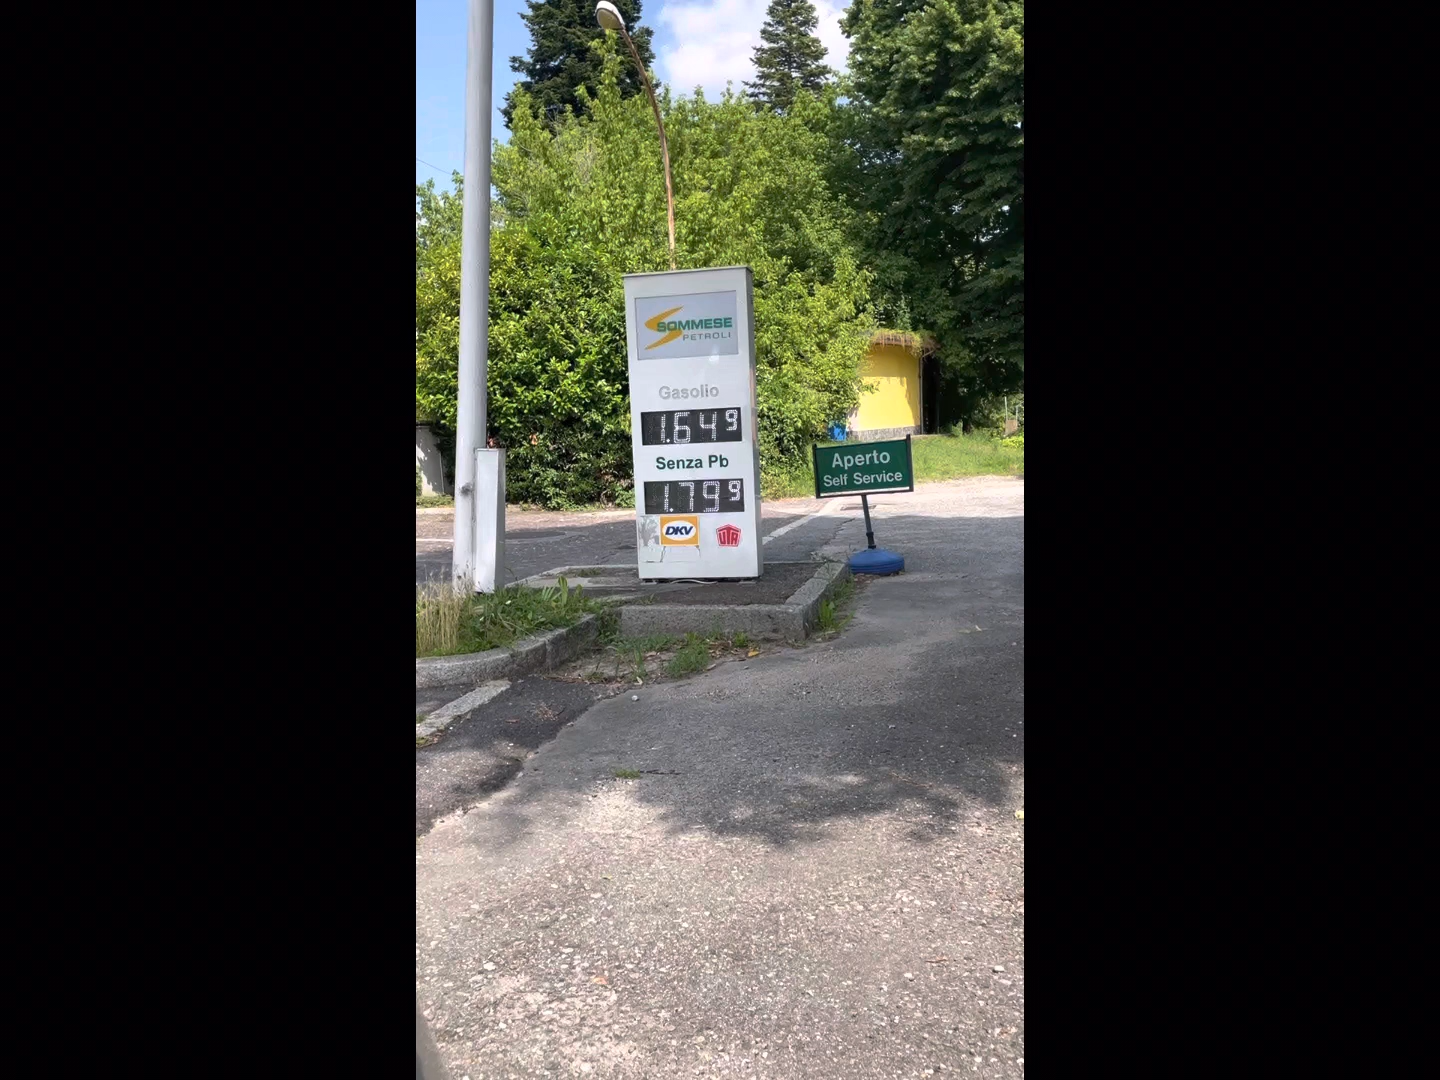 SOMMESE
PETROLI
Gasolio
1.649
Senza Pb
1.799
DKV
UTA
Aperto
Self Service